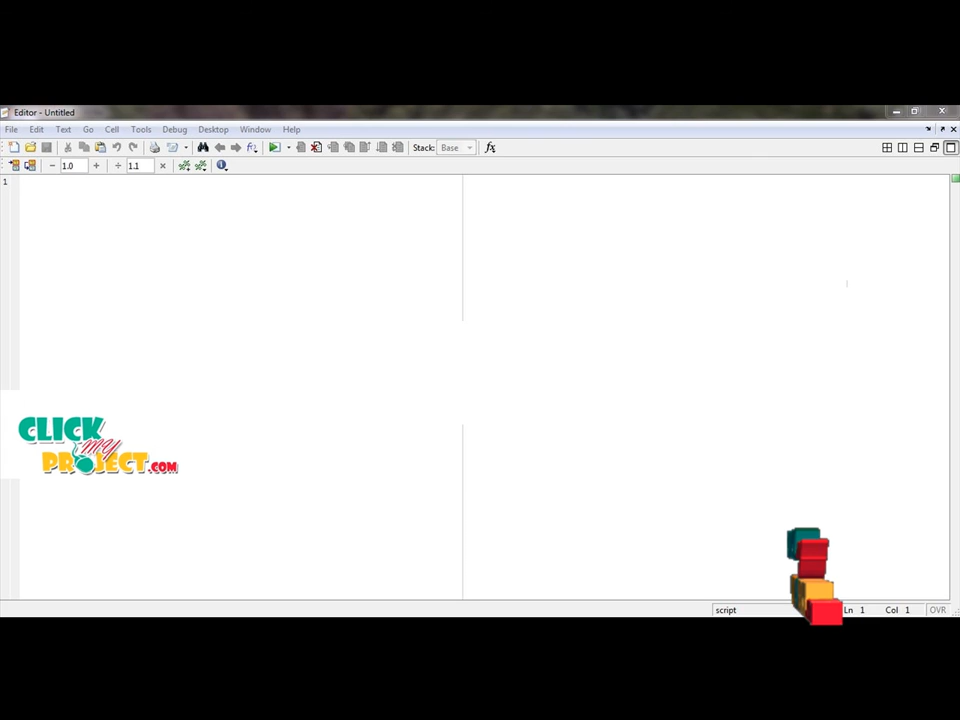 Editor - Untitled
File Edit Text Go Cell Tools Debug Desktop Window Help
Stack: Base fx
1.0 1.1
1
CLICK
MY
PROJECT.COM
script Ln 1 Col 1 OVR